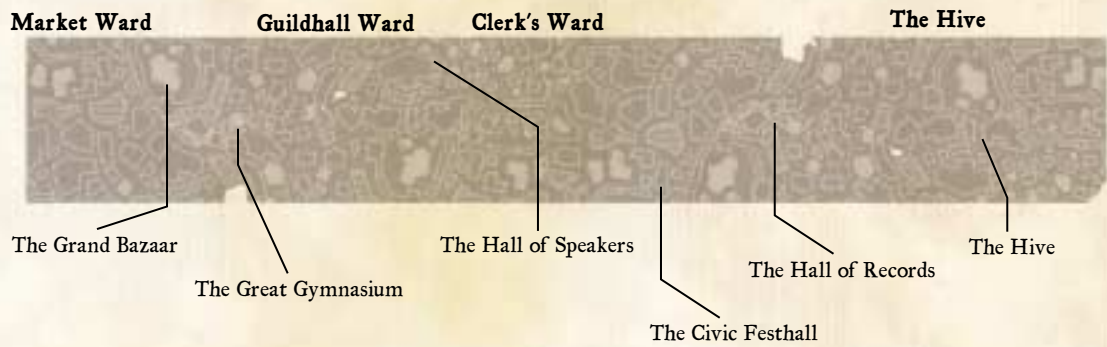 Market Ward
Guildhall Ward
Clerk's Ward
The Hive
The Grand Bazaar
The Great Gymnasium
The Hall of Speakers
The Civic Festhall
The Hall of Records
The Hive